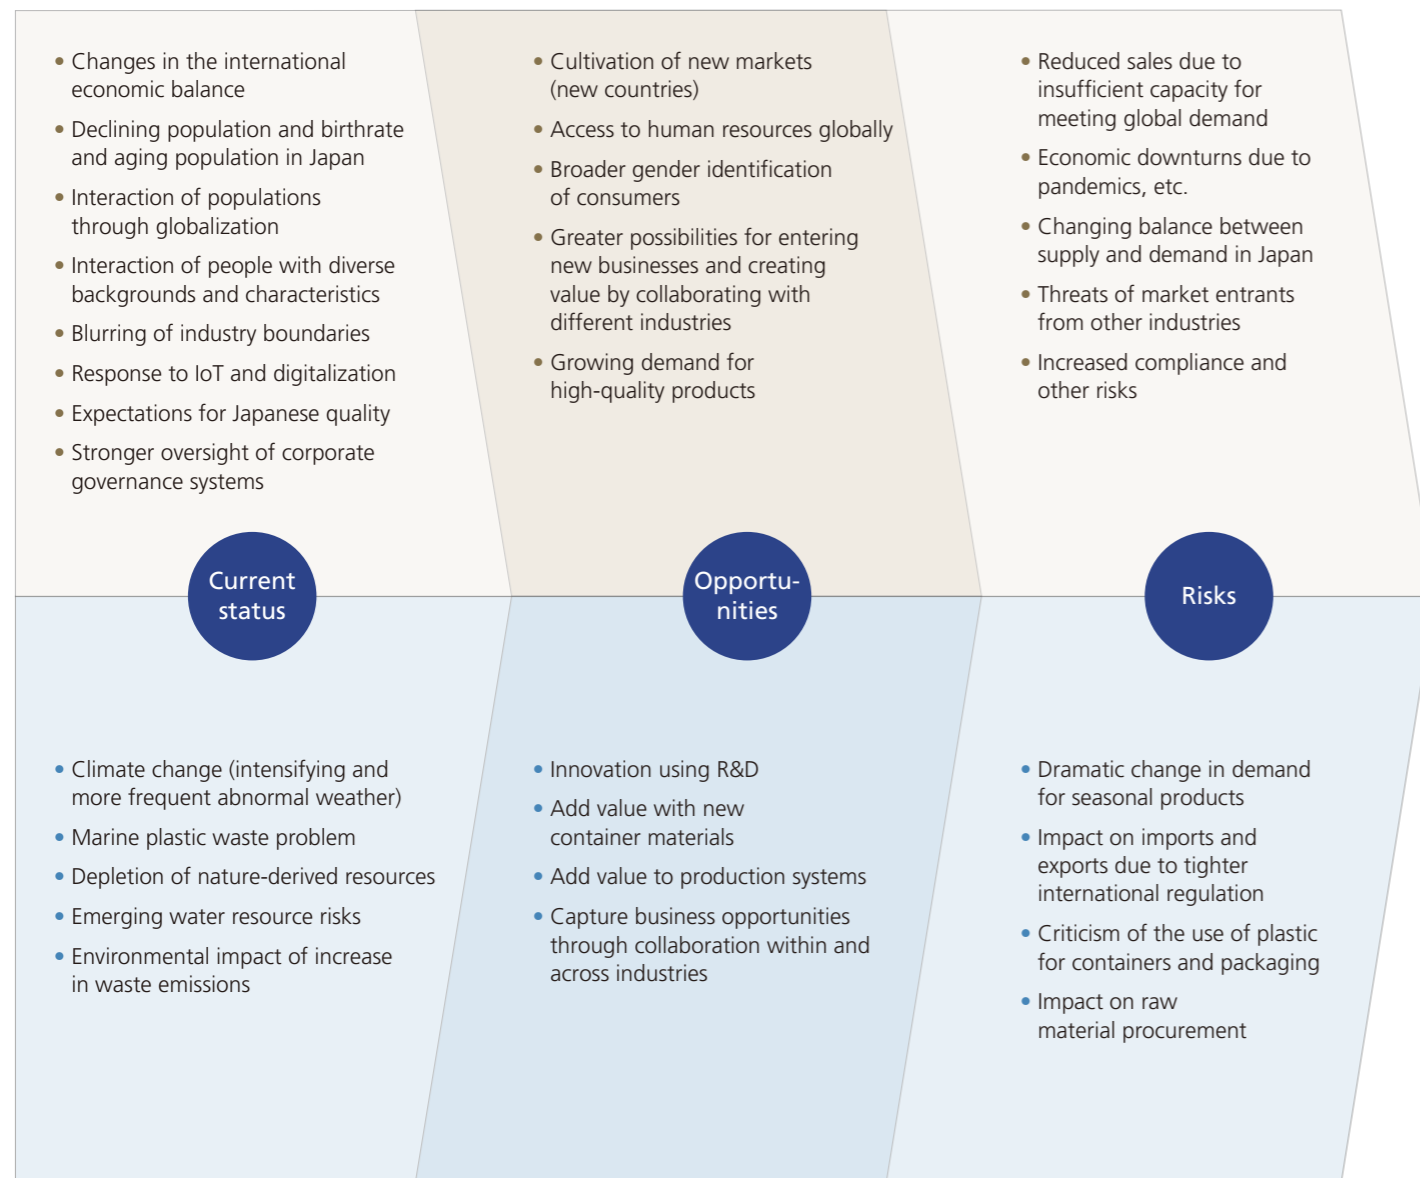 • Changes in the international
economic balance
• Declining population and birthrate
and aging population in Japan
• Interaction of populations
through globalization
• Interaction of people with diverse
backgrounds and characteristics
• Blurring of industry boundaries
• Response to IoT and digitalization
• Expectations for Japanese quality
• Stronger oversight of corporate
governance systems
• Cultivation of new markets
(new countries)
• Access to human resources globally
• Broader gender identification
of consumers
• Greater possibilities for entering
new businesses and creating
value by collaborating with
different industries
• Growing demand for
high-quality products
• Reduced sales due to
insufficient capacity for
meeting global demand
• Economic downturns due to
pandemics, etc.
• Changing balance between
supply and demand in Japan
• Threats of market entrants
from other industries
• Increased compliance and
other risks
Current
status
Opportu-
nities
Risks
• Climate change (intensifying and
more frequent abnormal weather)
• Marine plastic waste problem
• Depletion of nature-derived resources
• Emerging water resource risks
• Environmental impact of increase
in waste emissions
• Innovation using R&D
• Add value with new
container materials
• Add value to production systems
• Capture business opportunities
through collaboration within and
across industries
• Dramatic change in demand
for seasonal products
• Impact on imports and
exports due to tighter
international regulation
• Criticism of the use of plastic
for containers and packaging
• Impact on raw
material procurement